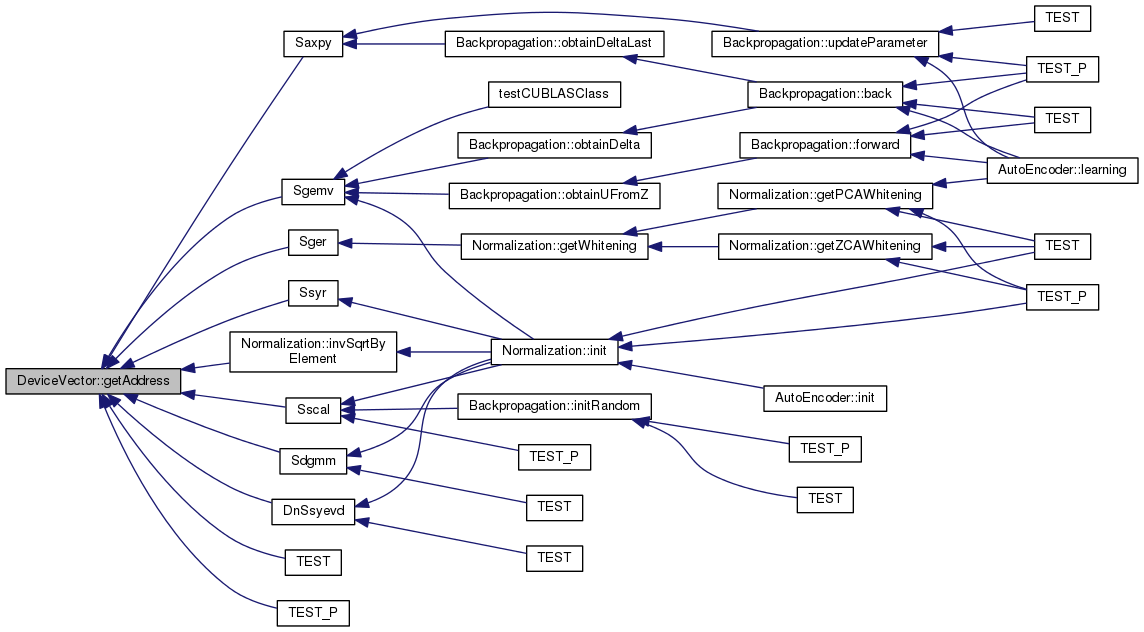 TEST
Saxpy
Backpropagation::obtainDeltaLast
Backpropagation::updateParameter
TEST_P
testCUBLASClass
Backpropagation::back
TEST
Backpropagation::obtainDelta
Backpropagation::forward
AutoEncoder::learning
Sgemv
Backpropagation::obtainUFromZ
Normalization::getPCAWhitening
Sger
Normalization::getWhitening
Normalization::getZCAWhitening
TEST
Ssyr
TEST_P
Normalization::invSqrtBy
Element
Normalization::init
DeviceVector::getAddress
AutoEncoder::init
Sscal
Backpropagation::initRandom
TEST_P
TEST_P
Sdgmm
TEST
TEST
DnSsyevd
TEST
TEST
TEST_P